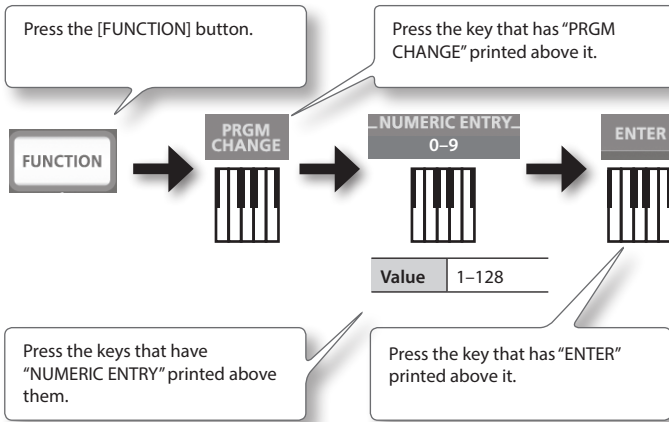 Press the [FUNCTION] button.
Press the key that has “PRGM
CHANGE” printed above it.
FUNCTION
PRGM
CHANGE
NUMERIC ENTRY
0–9
ENTER
Value 1–128
Press the keys that have
“NUMERIC ENTRY” printed above
them.
Press the key that has “ENTER”
printed above it.